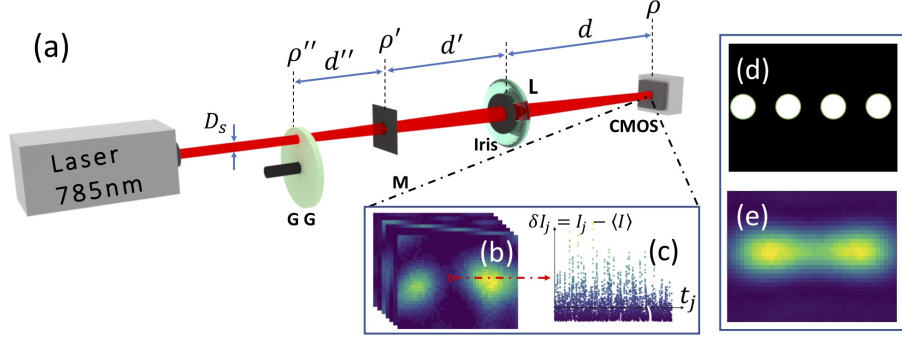 (a)
ρ''
d''
ρ'
d'
d
ρ
D_s
L
Laser
785nm
Iris
CMOS
G G
M
δI_j = I_j − ⟨I⟩
(b)
(c)
t_j
(d)
(e)